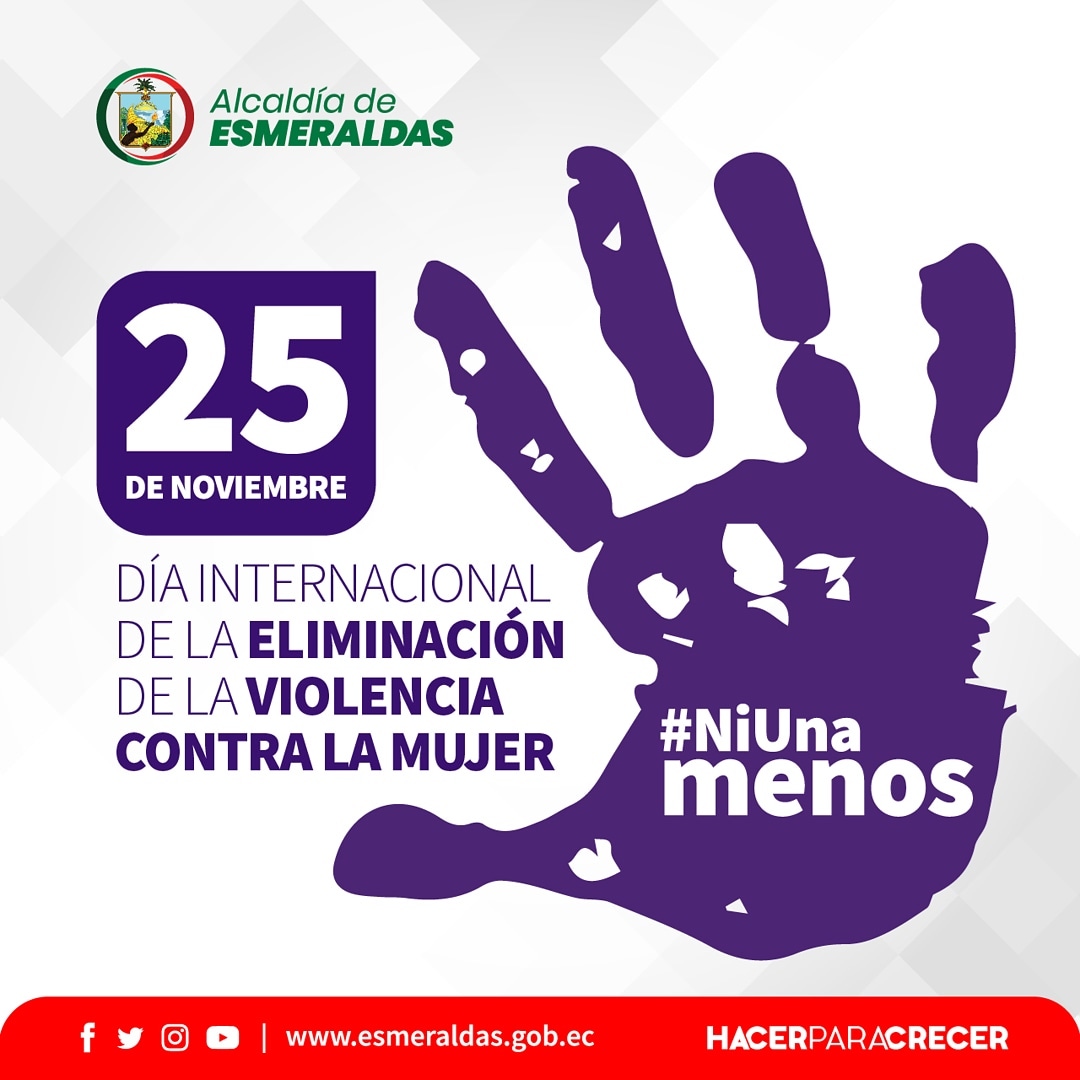 Alcaldía de
ESMERALDAS
25
DE NOVIEMBRE
DÍA INTERNACIONAL
DE LA ELIMINACIÓN
DE LA VIOLENCIA
CONTRA LA MUJER
#NiUna
menos
www.esmeraldas.gob.ec
HACERPARACRECER